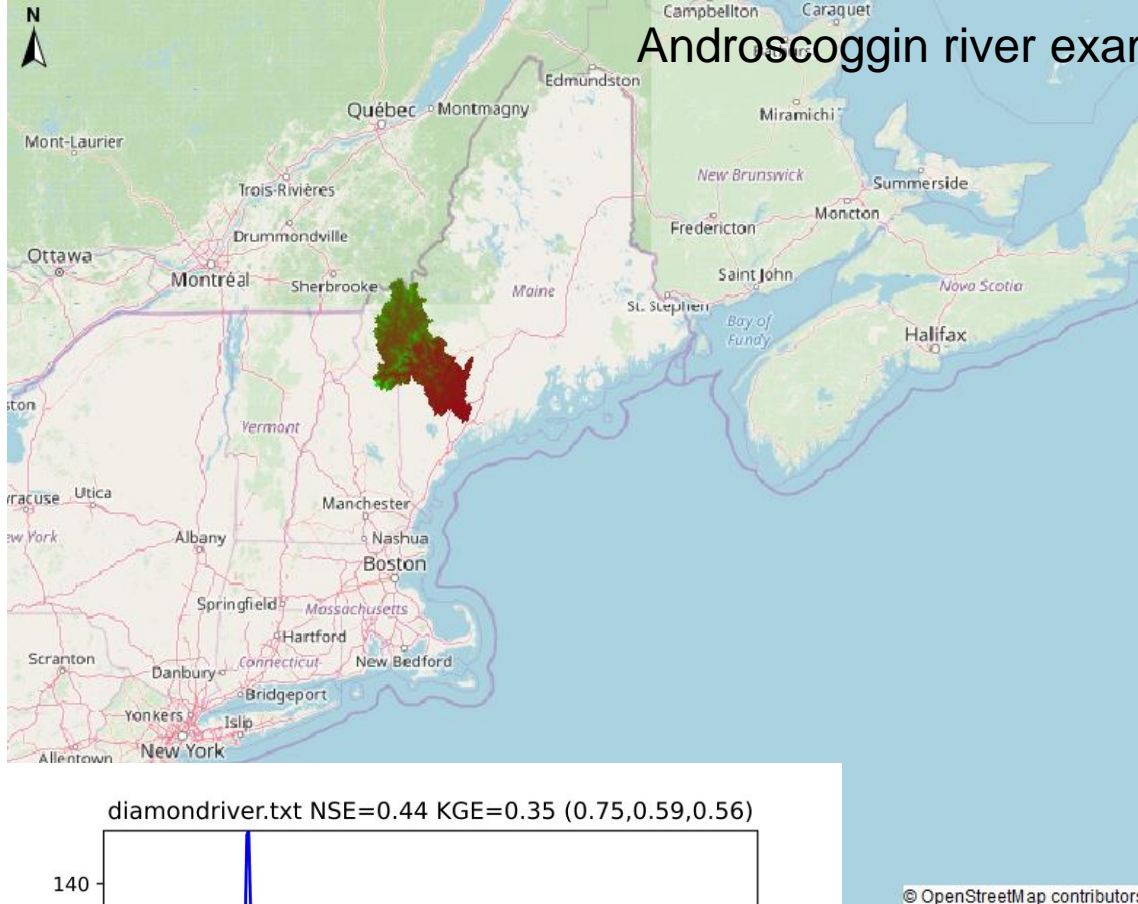 N
Campbellton
Caraquet
Androscoggin river exar
Edmundston
Québec
Montmagny
Miramichi
Mont-Laurier
Trois-Rivières
New Brunswick
Summerside
Drummondville
Fredericton
Moncton
Ottawa
Montréal
Sherbrooke
Saint John
Maine
Nova Scotia
St. Stephen
Bay of
Fundy
Halifax
ston
Vermont
Utica
Manchester
ew York
Albany
Nashua
Boston
Springfield
Massachusetts
Hartford
Scranton
Connecticut
New Bedford
Danbury
Bridgeport
Yonkers
Islip
New York
Allentown
diamondriver.txt NSE=0.44 KGE=0.35 (0.75,0.59,0.56)
140
© OpenStreetMap contributors